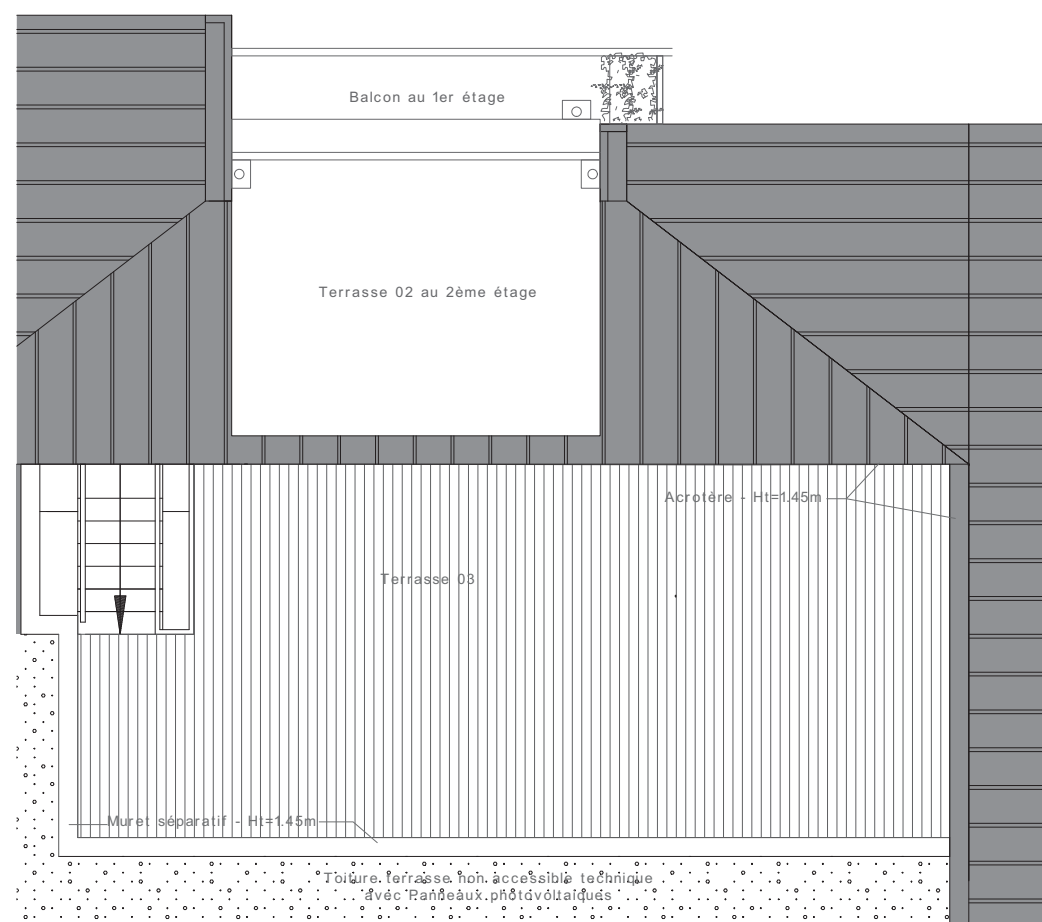 Balcon au 1er étage
Terrasse 02 au 2ème étage
Acrotère - Ht=1.45m
Terrasse 03
Muret séparatif - Ht=1.45m
Toiture terrasse non accessible technique
avec Panneaux photovoltaïques